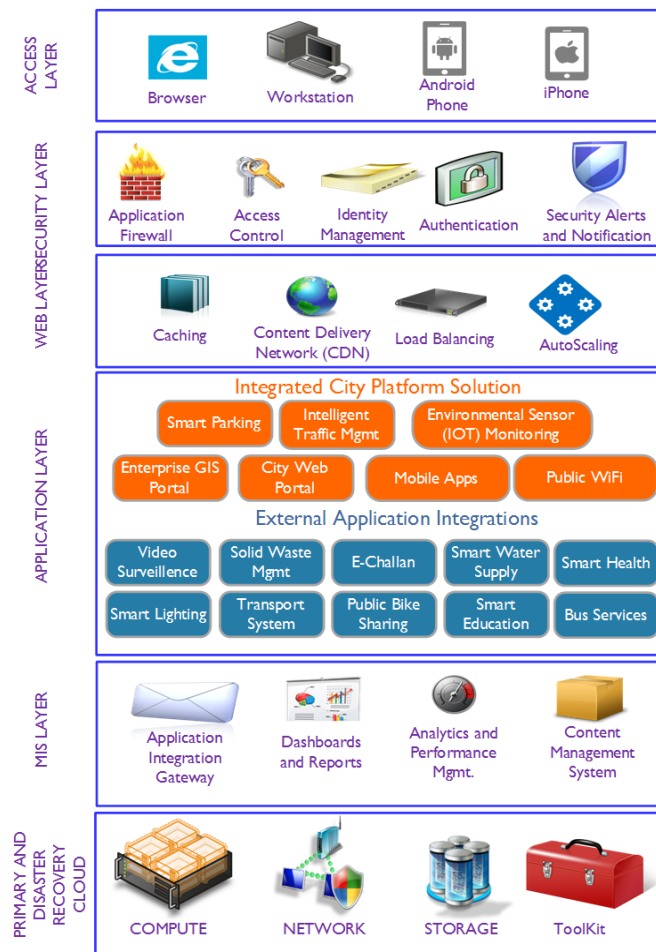 ACCESS
LAYER
Browser
Workstation
Android
Phone
iPhone
SECURITY LAYER
Application
Firewall
Access
Control
Identity
Management
Authentication
Security Alerts
and Notification
WEB LAYER
Caching
Content Delivery
Network (CDN)
Load Balancing
AutoScaling
APPLICATION LAYER
Integrated City Platform Solution
Smart Parking
Intelligent
Traffic Mgmt
Environmental Sensor
(IOT) Monitoring
Enterprise GIS
Portal
City Web
Portal
Mobile Apps
Public WiFi
External Application Integrations
Video
Surveillence
Solid Waste
Mgmt
E-Challan
Smart Water
Supply
Smart Health
Smart Lighting
Transport
System
Public Bike
Sharing
Smart
Education
Bus Services
MIS LAYER
Application
Integration
Gateway
Dashboards
and Reports
Analytics and
Performance
Mgmt.
Content
Management
System
PRIMARY AND
DISASTER
RECOVERY
CLOUD
COMPUTE
NETWORK
STORAGE
ToolKit